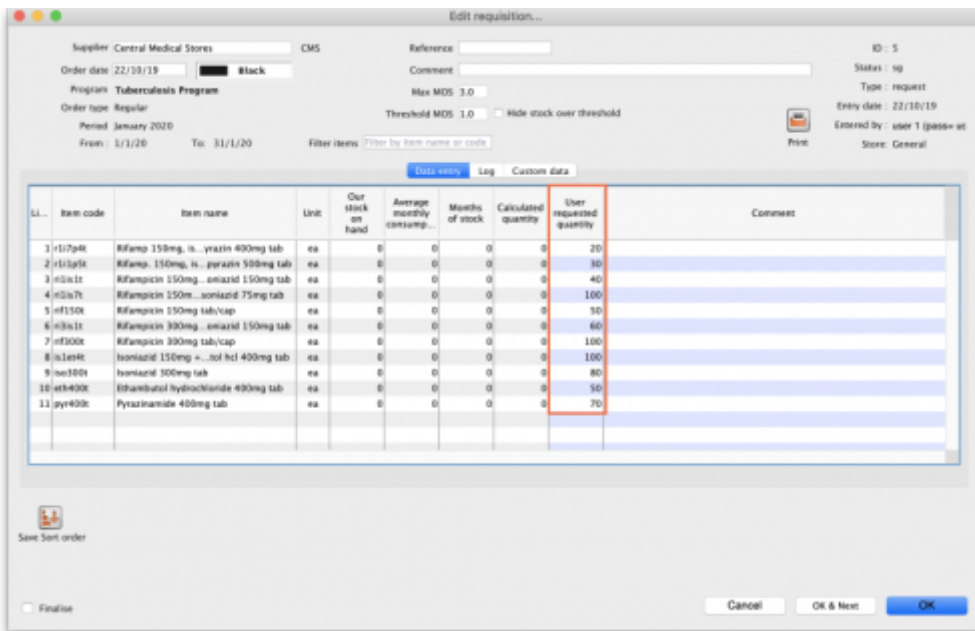 Edit requisition...
Supplier Central Medical Stores CMS Reference ID : 5
Order date 22/10/19 Black Comment Status : sg
Program Tuberculosis Program Max MOS 3.0 Type : request
Order type Regular Threshold MOS 1.0 Hide stock over threshold Entry date : 22/10/19
Period January 2020 Entered by : user 1 (pass= us
From : 1/1/20 To: 31/1/20 Filter items Filter by item name or code Print Store: General
Data entry Log Custom data
Li... Item code Item name Unit Our stock on hand Average monthly consump... Months of stock Calculated quantity User requested quantity Comment
1 Rifamp 150mg, is...yrazin 400mg tab ea 0 0 0 0 20
2 Rifamp. 150mg, is...pyrazin 500mg tab ea 0 0 0 0 30
3 Rifampicin 150mg...oniazid 150mg tab ea 0 0 0 0 40
4 Rifampicin 150m...soniazid 75mg tab ea 0 0 0 0 100
5 rif150t Rifampicin 150mg tab/cap ea 0 0 0 0 50
6 Rifampicin 300mg...oniazid 150mg tab ea 0 0 0 0 60
7 rif300t Rifampicin 300mg tab/cap ea 0 0 0 0 100
8 Isoniazid 150mg +...tol hcl 400mg tab ea 0 0 0 0 100
9 iso300t Isoniazid 300mg tab ea 0 0 0 0 80
10 eth400t Ethambutol hydrochloride 400mg tab ea 0 0 0 0 50
11 pyr400t Pyrazinamide 400mg tab ea 0 0 0 0 70
Save Sort order
Finalise Cancel OK & Next OK